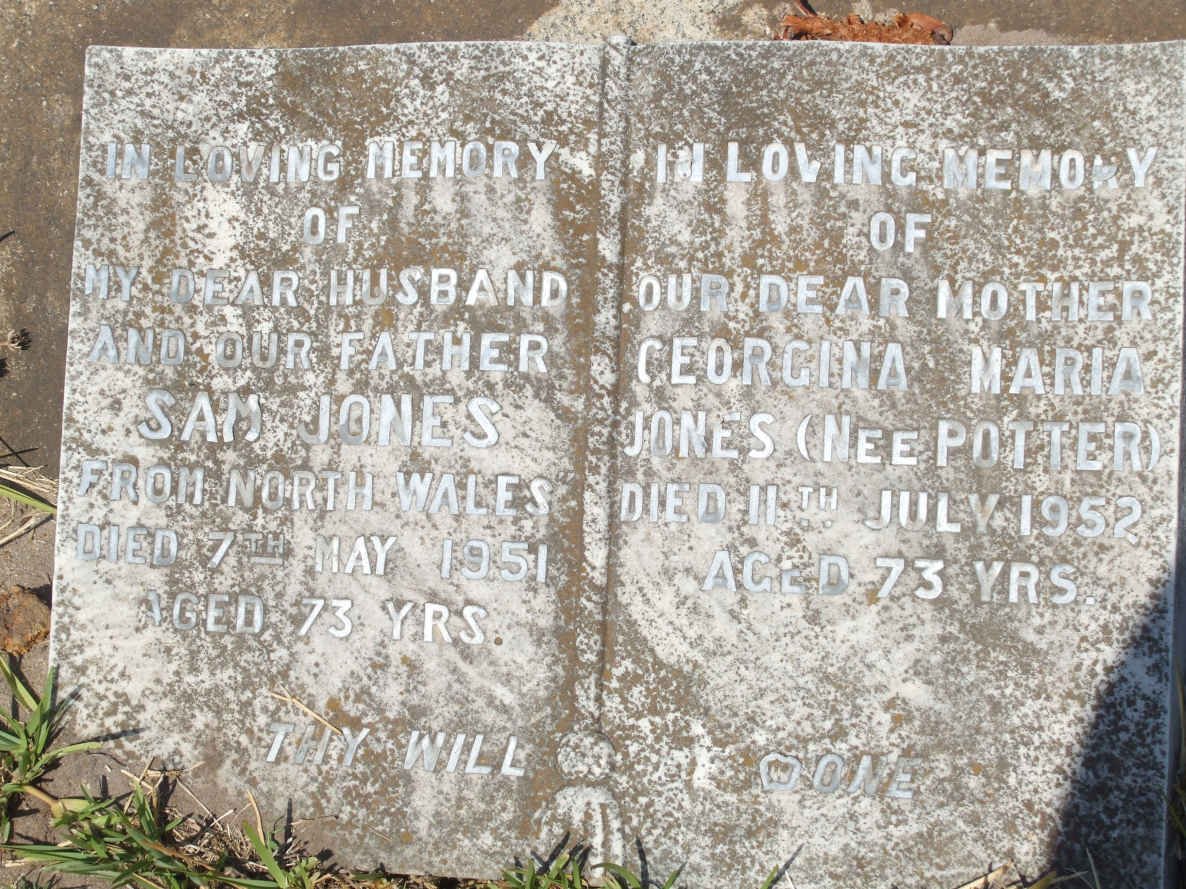 IN LOVING MEMORY
OF
MY DEAR HUSBAND
AND OUR FATHER
SAM JONES
FROM NORTH WALES
DIED 7TH MAY 1951
AGED 73 YRS.
THY WILL
IN LOVING MEMORY
OF
OUR DEAR MOTHER
GEORGINA MARIA
JONES (NEE POTTER)
DIED 11TH JULY 1952
AGED 73 YRS.
DONE